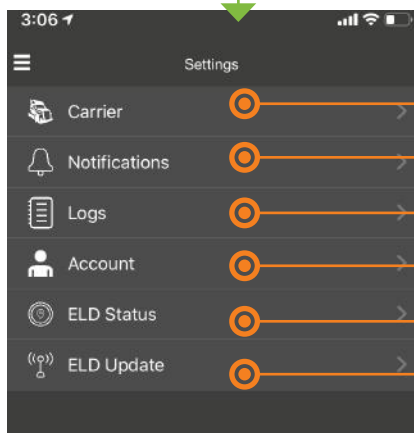 3:06
Settings
Carrier
Notifications
Logs
Account
ELD Status
ELD Update